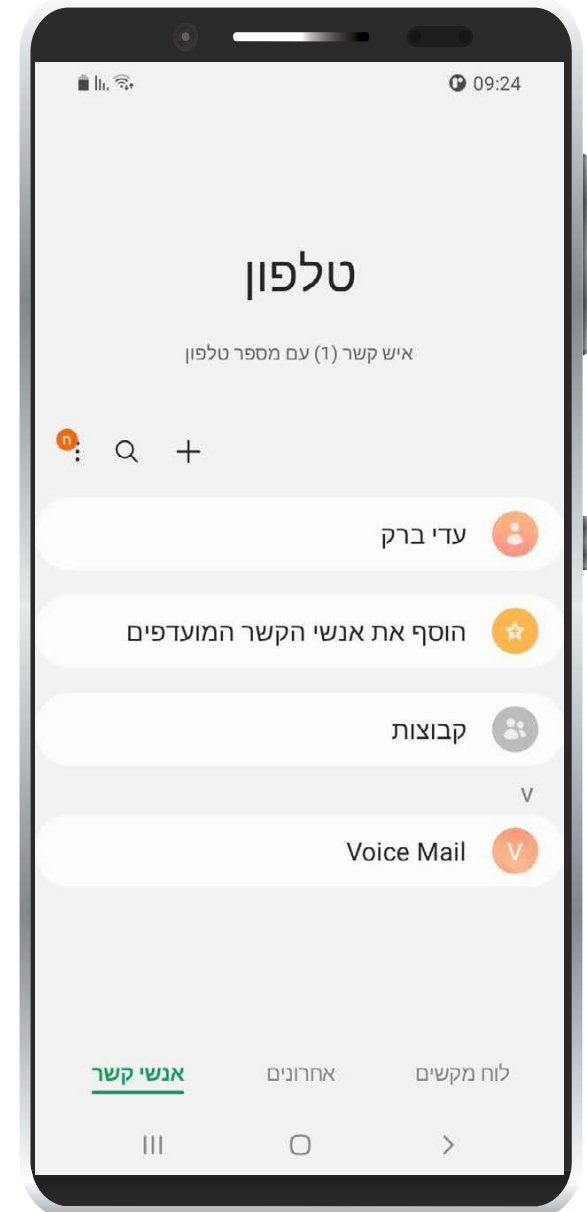 09:24
טלפון
איש קשר (1) עם מספר טלפון
ח
עדי ברק
הוסף את אנשי הקשר המועדפים
קבוצות
V
V
Voice Mail
לוח מקשים
אחרונים
אנשי קשר